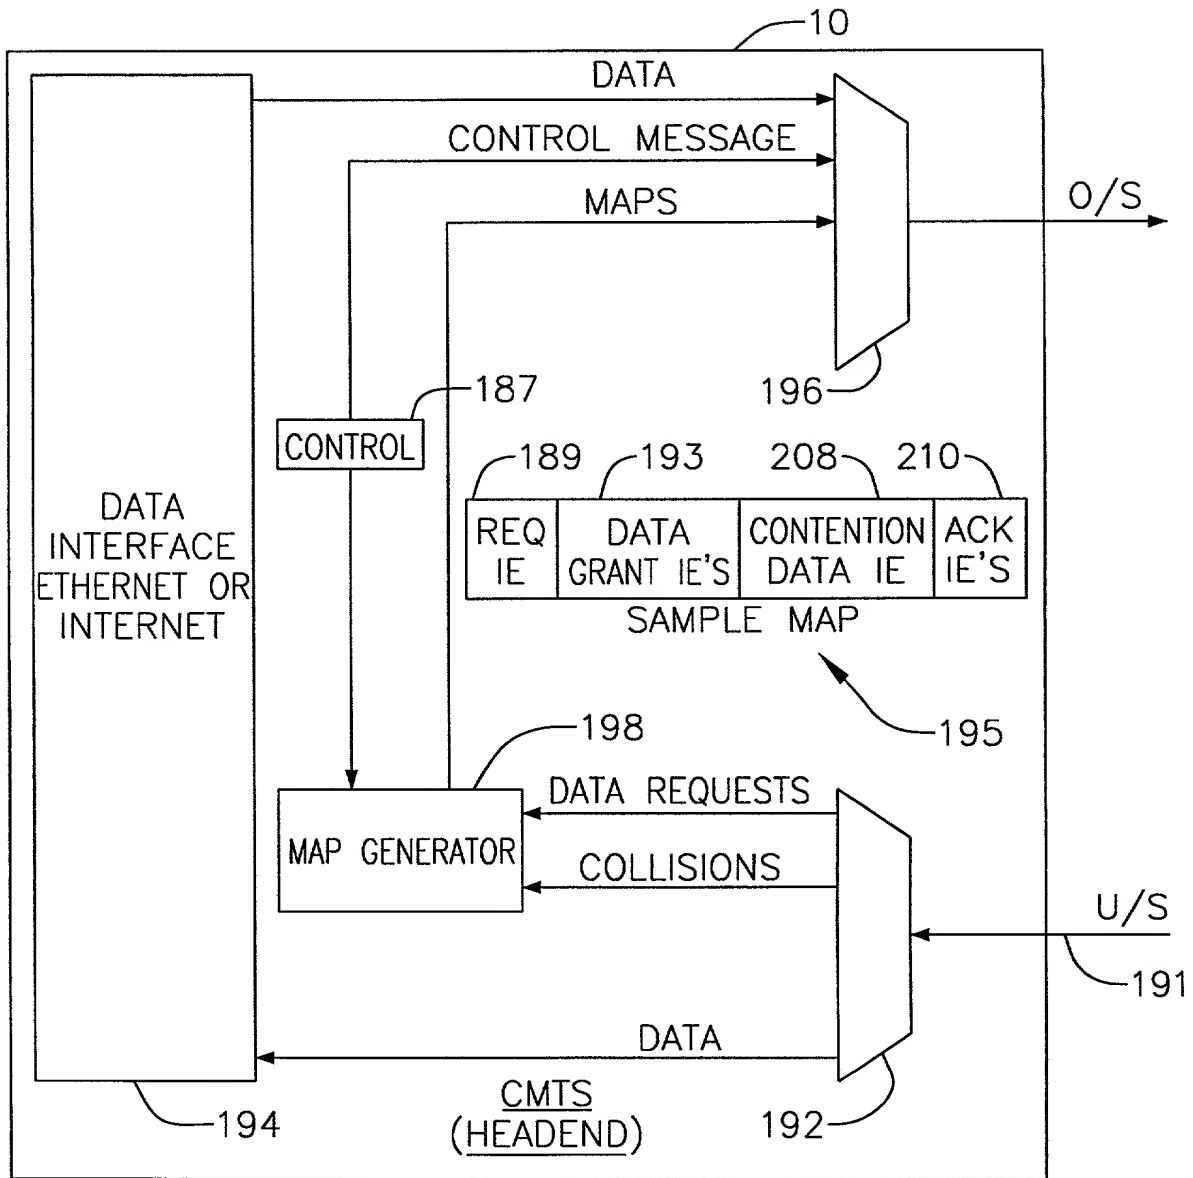 10
DATA
CONTROL MESSAGE
MAPS
O/S
196
187
CONTROL
189
193
208
210
REQ
IE
DATA
GRANT IE'S
CONTENTION
DATA IE
ACK
IE'S
SAMPLE MAP
195
DATA
INTERFACE
ETHERNET OR
INTERNET
198
MAP GENERATOR
DATA REQUESTS
COLLISIONS
U/S
191
DATA
194
CMTS
(HEADEND)
192